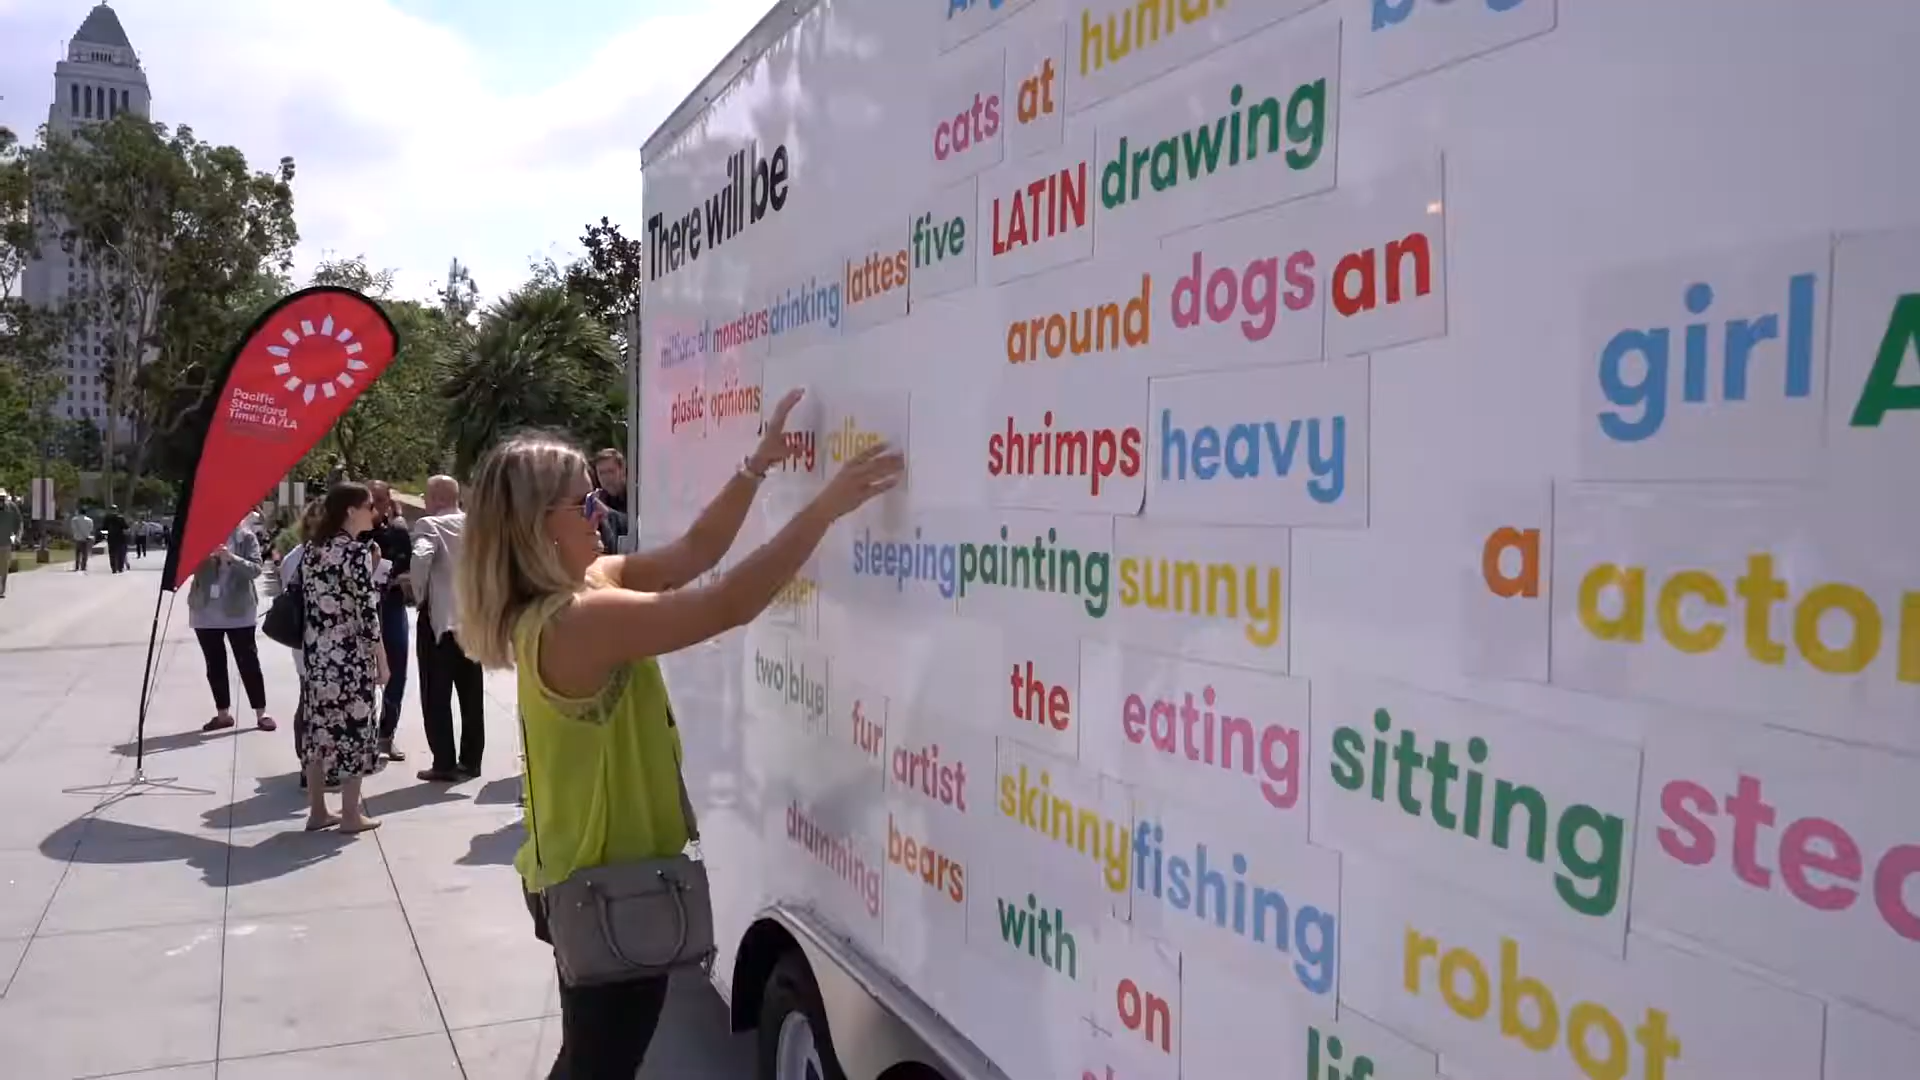 cats at
LATIN drawing
There will be
five
monsters drinking lattes
around dogs an
plastic opinions
shrimps heavy
girl
sleeping painting sunny
a
two blue
the eating sitting
fur artist
skinny fishing
drumming bears
with
on
robot
Pacific
Standard
Time: LA/LA